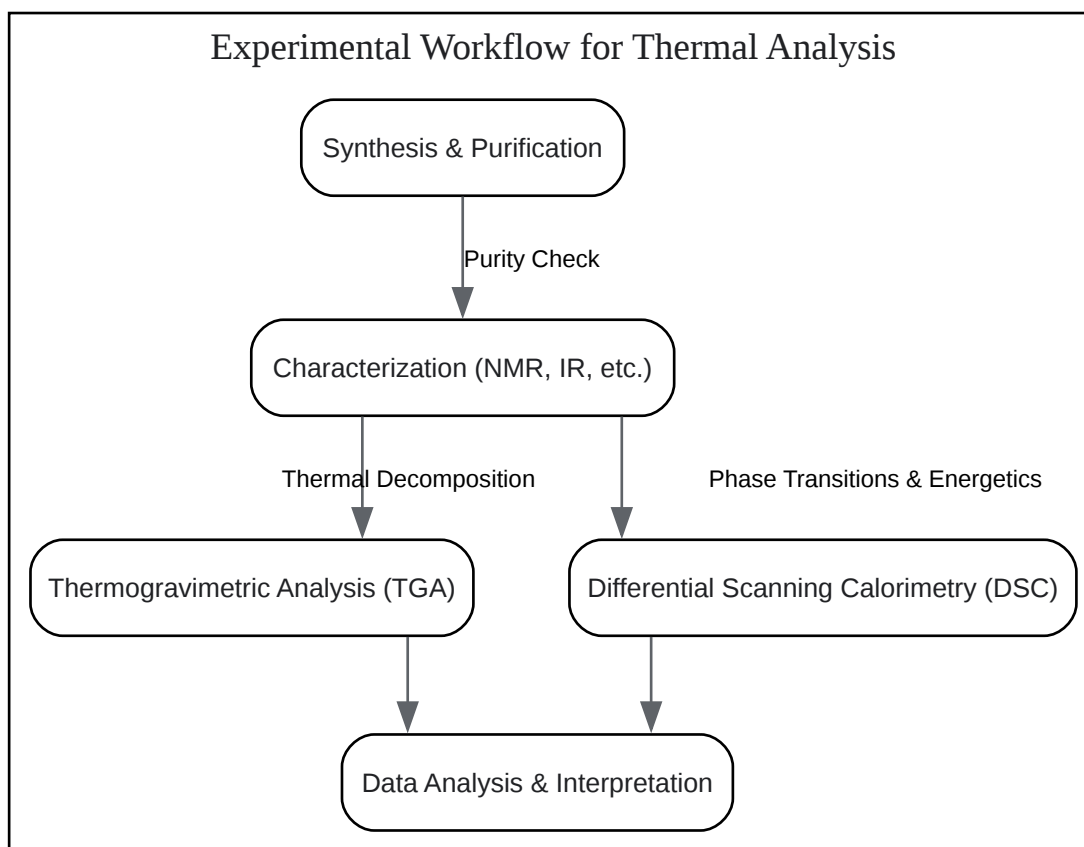 Experimental Workflow for Thermal Analysis
Synthesis & Purification
Purity Check
Characterization (NMR, IR, etc.)
Thermal Decomposition
Phase Transitions & Energetics
Thermogravimetric Analysis (TGA)
Differential Scanning Calorimetry (DSC)
Data Analysis & Interpretation